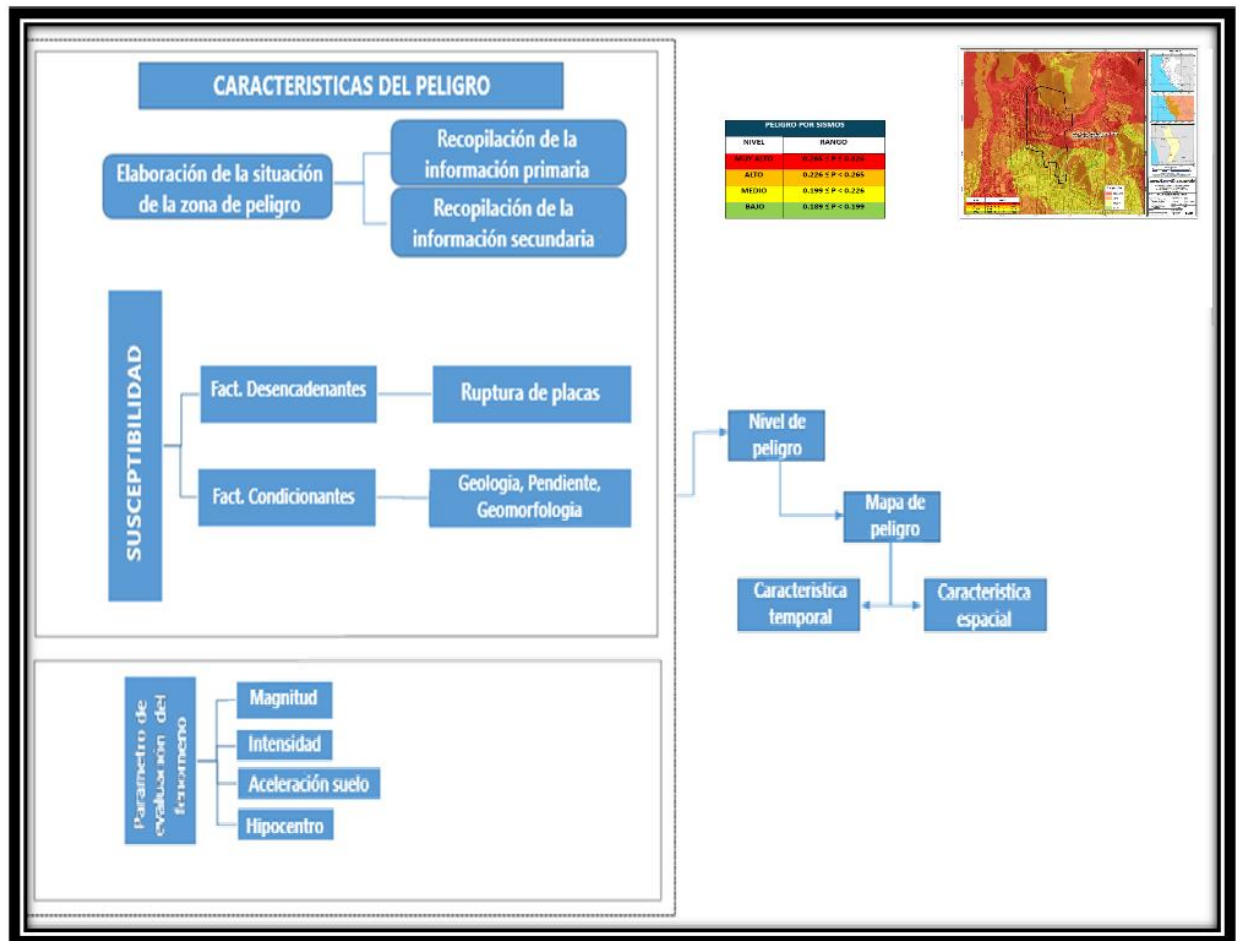 CARACTERISTICAS DEL PELIGRO
Elaboración de la situación
de la zona de peligro
Recopilación de la
información primaria
Recopilación de la
información secundaria
SUSCEPTIBILIDAD
Fact. Desencadenantes
Ruptura de placas
Fact. Condicionantes
Geologia, Pendiente,
Geomorfologia
Parametro de
evaluación del
fenomeno
Magnitud
Intensidad
Aceleración suelo
Hipocentro
PELIGRO POR SISMOS
NIVEL RANGO
MUY ALTO
ALTO 0.226 ≤ P < 0.265
MEDIO 0.199 ≤ P < 0.226
BAJO 0.189 ≤ P < 0.199
Nivel de
peligro
Mapa de
peligro
Caracteristica
temporal
Caracteristica
espacial